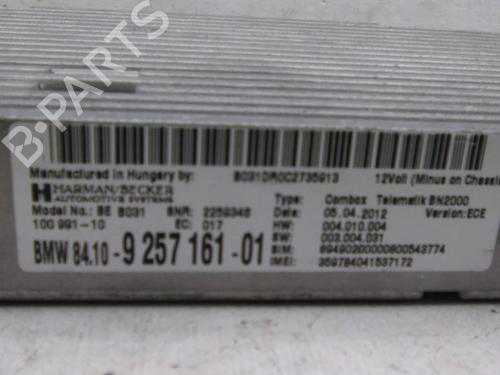 B-PARTS
Manufactured in Hungary by: B031DR0C2735913 12Volt (Minus on Chassis
HARMAN/BECKER Type: Combox Telematik BN2000
AUTOMOTIVE SYSTEMS Date: 05.04.2012 Version: ECE
Model No.: BE B031 SNR: 2259346 HW: 004.010.004
100 991-10 EC: 017 SW: 003.004.031
BMW 84.10 - 9 257 161 - 01 SIM: 89490200000800543774
IMEI: 359784041537172